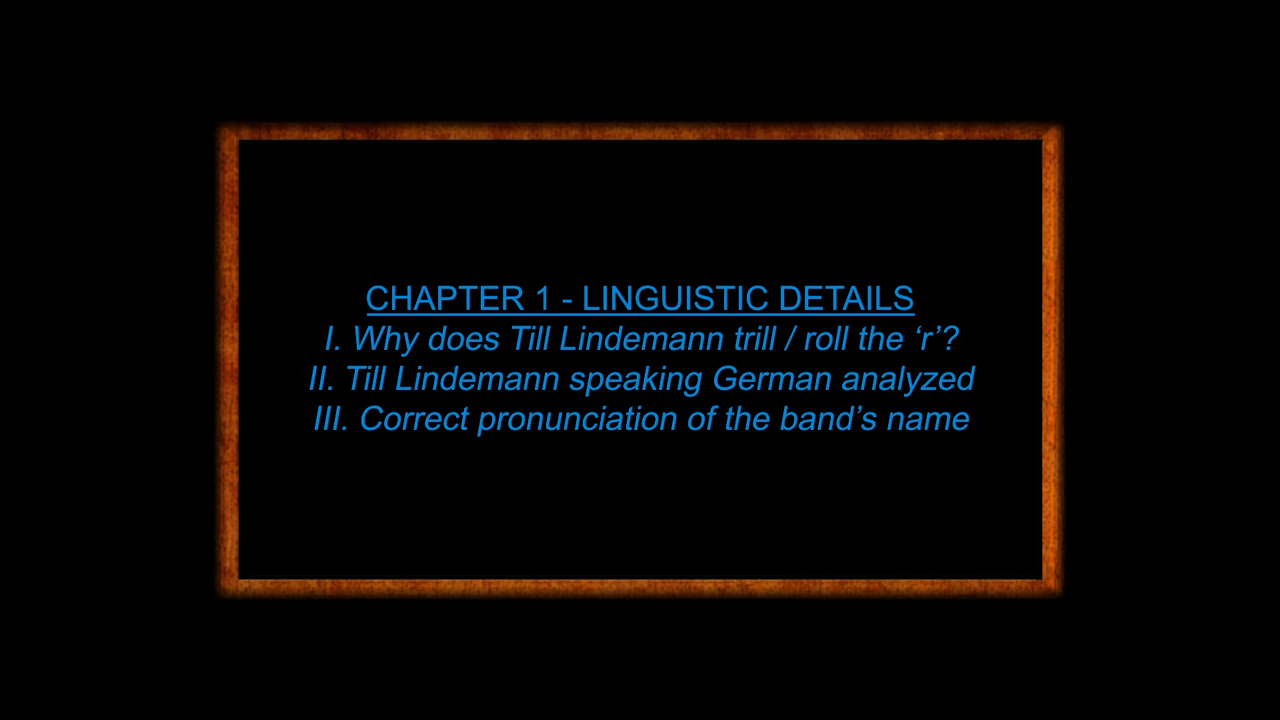 CHAPTER 1 - LINGUISTIC DETAILS
I. Why does Till Lindemann trill / roll the ‘r’?
II. Till Lindemann speaking German analyzed
III. Correct pronunciation of the band’s name